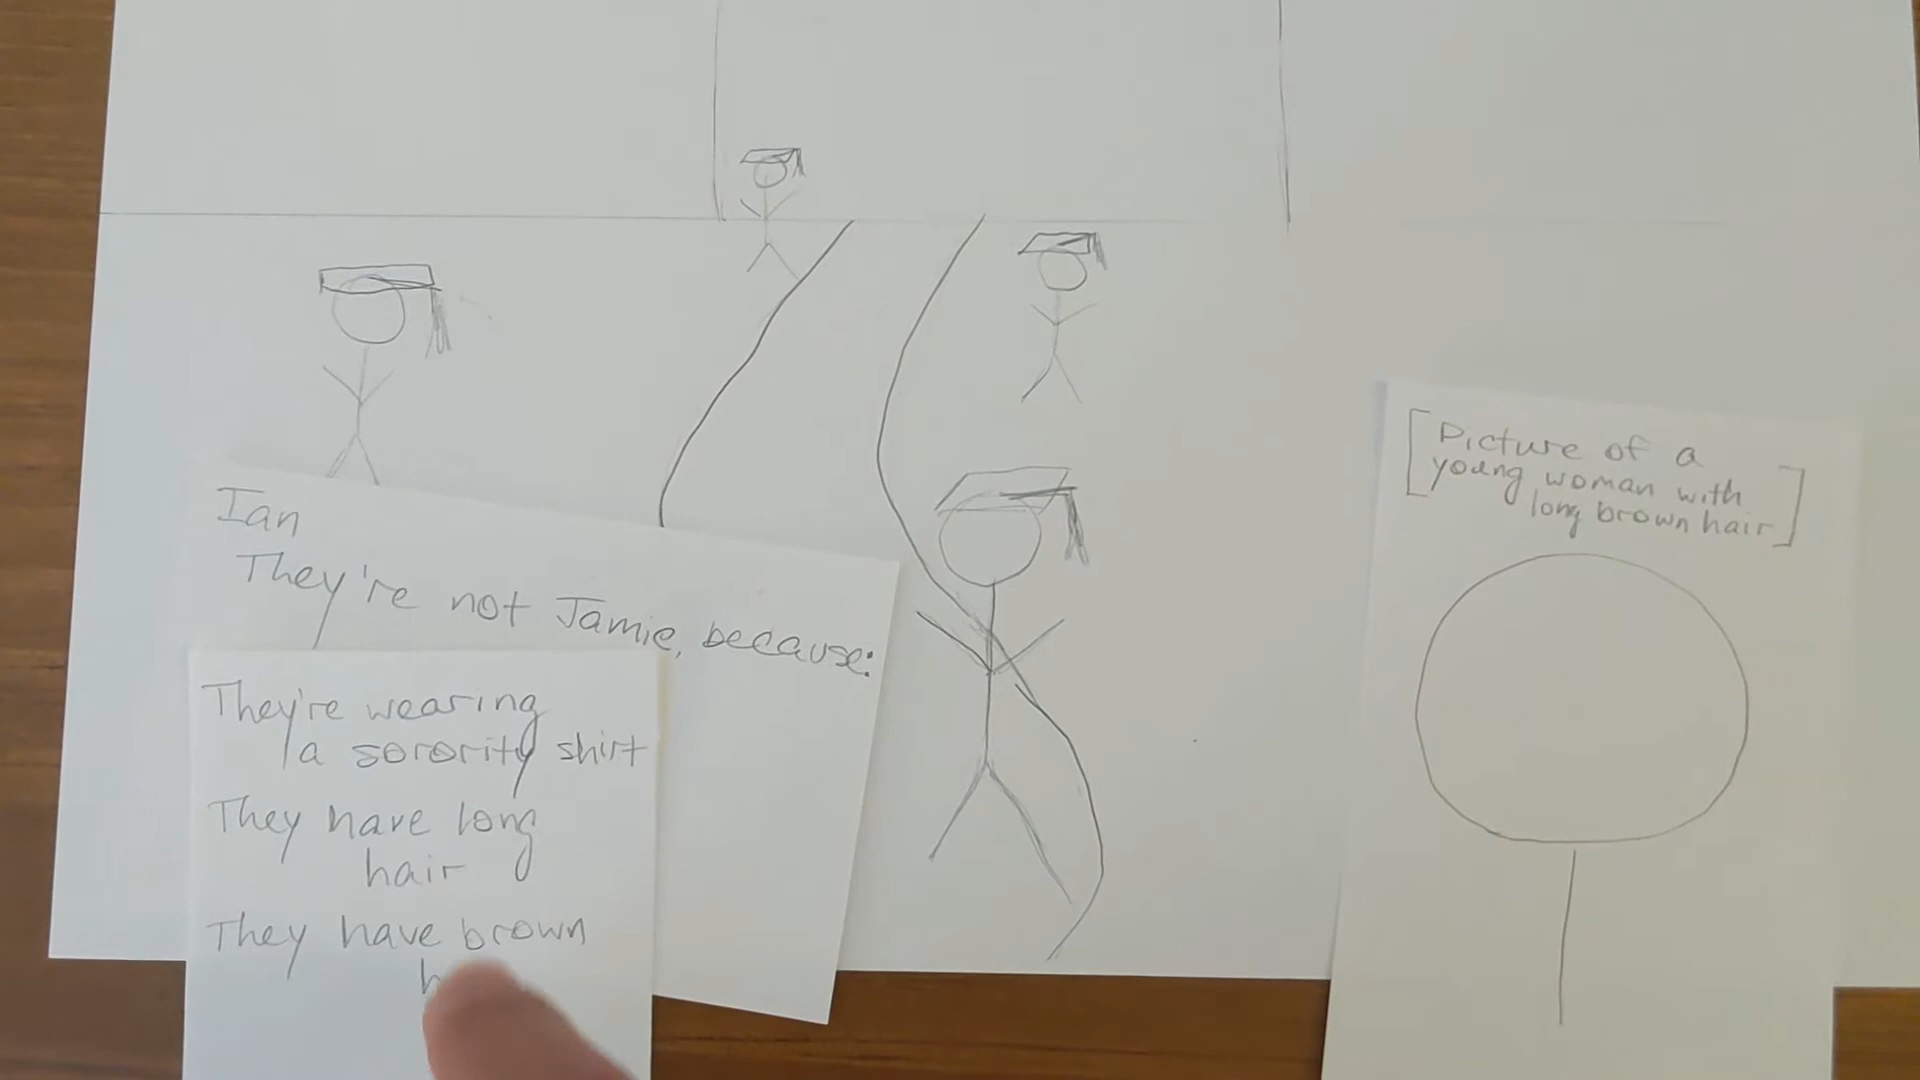 Ian
They're not Jamie, because:
They're wearing
a sorority shirt
They have long
hair
They have brown
[Picture of a
young woman with
long brown hair]